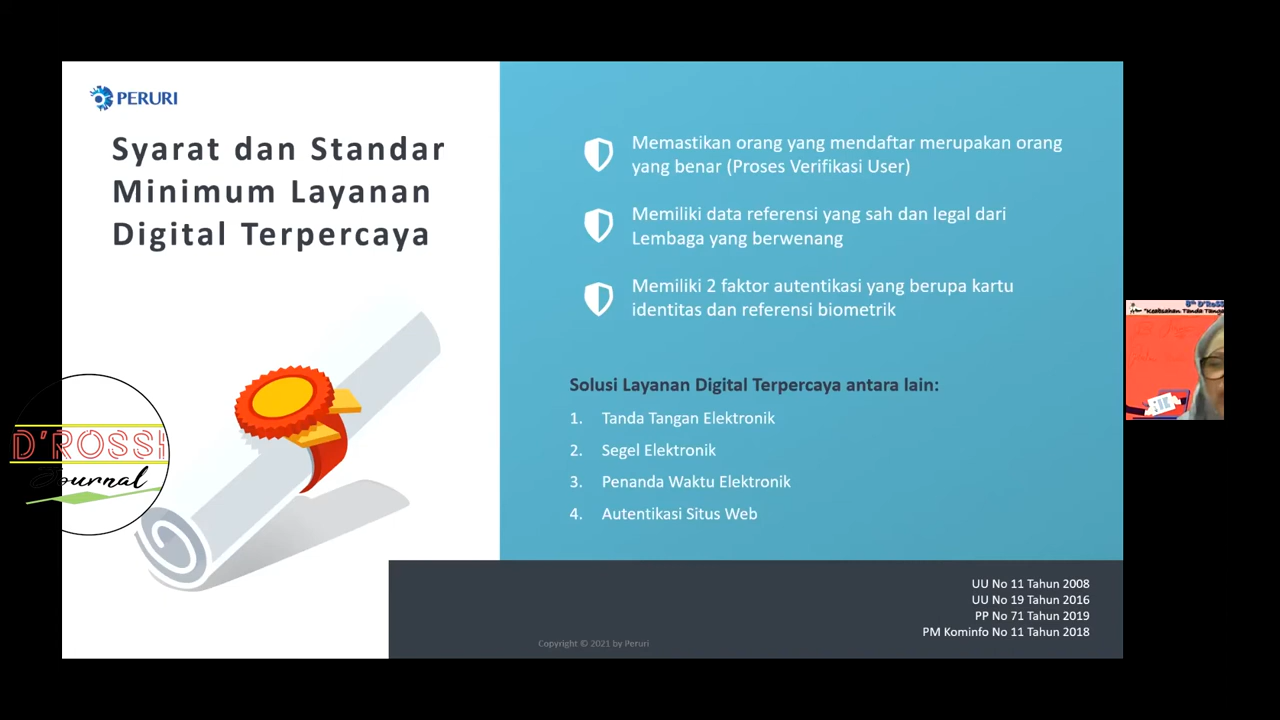 PERURI
Syarat dan Standar
Minimum Layanan
Digital Terpercaya
Memastikan orang yang mendaftar merupakan orang
yang benar (Proses Verifikasi User)
Memiliki data referensi yang sah dan legal dari
Lembaga yang berwenang
Memiliki 2 faktor autentikasi yang berupa kartu
identitas dan referensi biometrik
Solusi Layanan Digital Terpercaya antara lain:
1. Tanda Tangan Elektronik
2. Segel Elektronik
3. Penanda Waktu Elektronik
4. Autentikasi Situs Web
UU No 11 Tahun 2008
UU No 19 Tahun 2016
PP No 71 Tahun 2019
PM Kominfo No 11 Tahun 2018
Copyright © 2021 by Peruri
D'ROSSI
Journal
D'RoSS
"Keabsahan Tanda Tanga